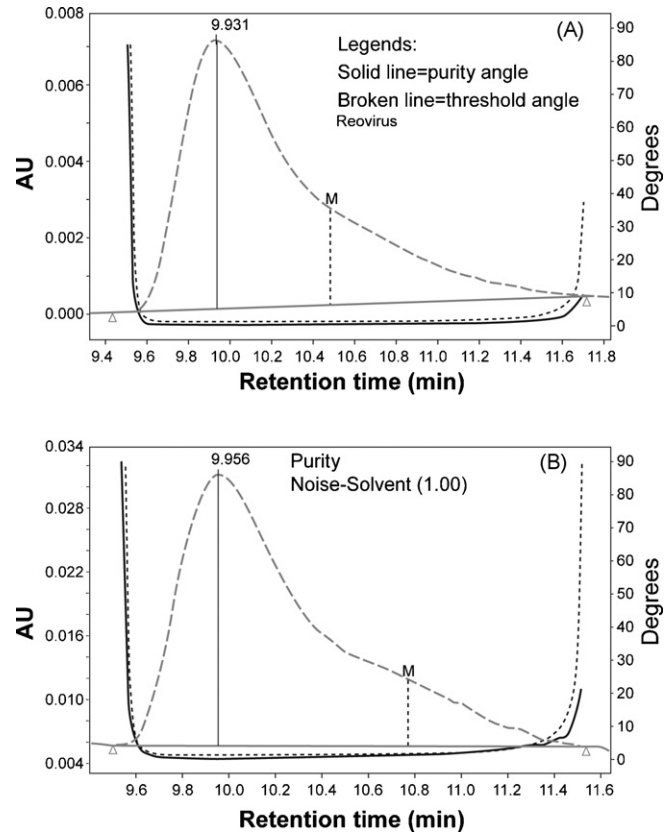 0.008
9.931
(A)
90
Legends:
80
Solid line=purity angle
0.006
70
Broken line=threshold angle
Reovirus
60
AU
0.004
50
Degrees
M
40
0.002
30
20
10
0.000
0
9.4 9.6 9.8 10.0 10.2 10.4 10.6 10.8 11.0 11.2 11.4 11.6 11.8
Retention time (min)
0.034
9.956
Purity
(B)
90
Noise-Solvent (1.00)
80
0.028
70
60
0.022
AU
50
Degrees
40
0.016
30
M
20
0.010
10
0.004
0
9.6 9.8 10.0 10.2 10.4 10.6 10.8 11.0 11.2 11.4 11.6
Retention time (min)